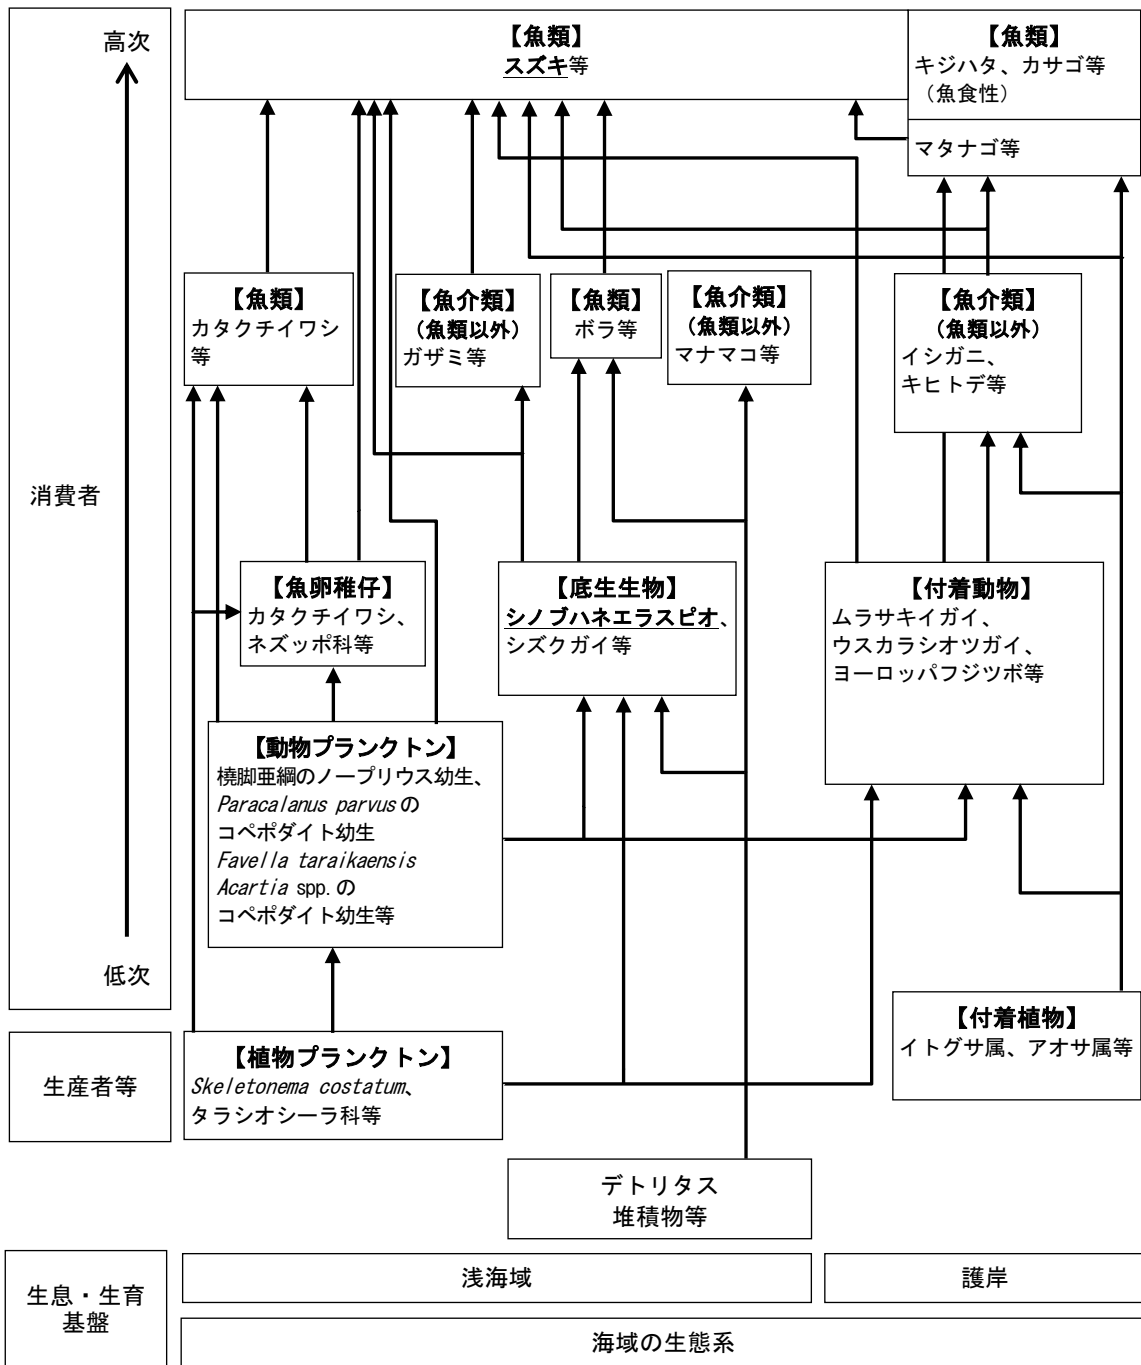 高次
消費者
低次
生産者等
生息・生育
基盤
【魚類】
スズキ等
【魚類】
キジハタ、カサゴ等
（魚食性）
マタナゴ等
【魚類】
カタクチイワシ
等
【魚介類】
（魚類以外）
ガザミ等
【魚類】
ボラ等
【魚介類】
（魚類以外）
マナマコ等
【魚介類】
（魚類以外）
イシガニ、
キヒトデ等
【魚卵稚仔】
カタクチイワシ、
ネズッポ科等
【底生生物】
シノブハネエラスピオ、
シズクガイ等
【付着動物】
ムラサキイガイ、
ウスカラシオツガイ、
ヨーロッパフジツボ等
【動物プランクトン】
橈脚亜綱のノープリウス幼生、
Paracalanus parvusの
コペポダイト幼生
Favella taraikaensis
Acartia spp.の
コペポダイト幼生等
【植物プランクトン】
Skeletonema costatum、
タラシオシーラ科等
【付着植物】
イトグサ属、アオサ属等
デトリタス
堆積物等
浅海域
護岸
海域の生態系